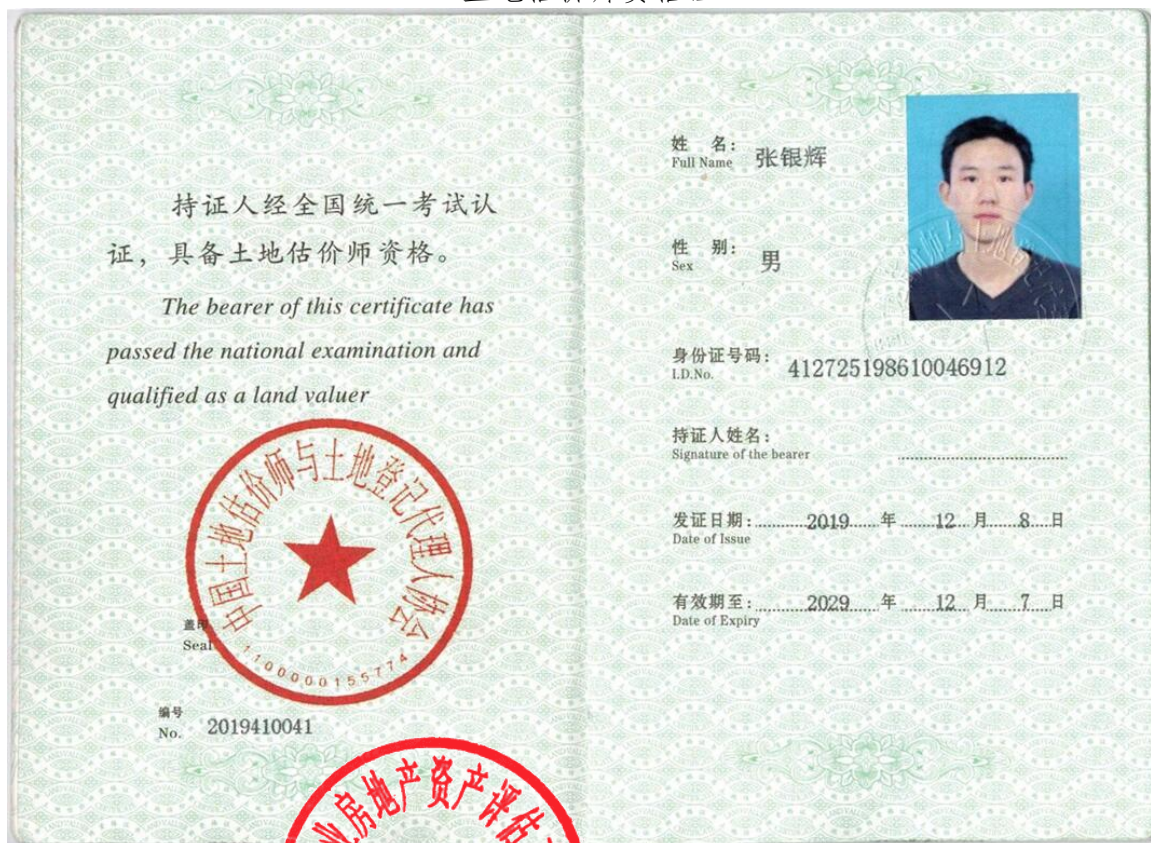 持证人经全国统一考试认
证，具备土地估价师资格。
The bearer of this certificate has
passed the national examination and
qualified as a land valuer
中国土地估价师与土地登记代理人协会
1100000155774
盖印
Seal
编号
No. 2019410041
业房地产资产评估
姓 名：
Full Name 张银辉
性 别：
Sex 男
身份证号码：
I.D.No. 412725198610046912
持证人姓名：
Signature of the bearer
发证日期： 2019 年 12 月 8 日
Date of Issue
有效期至： 2029 年 12 月 7 日
Date of Expiry